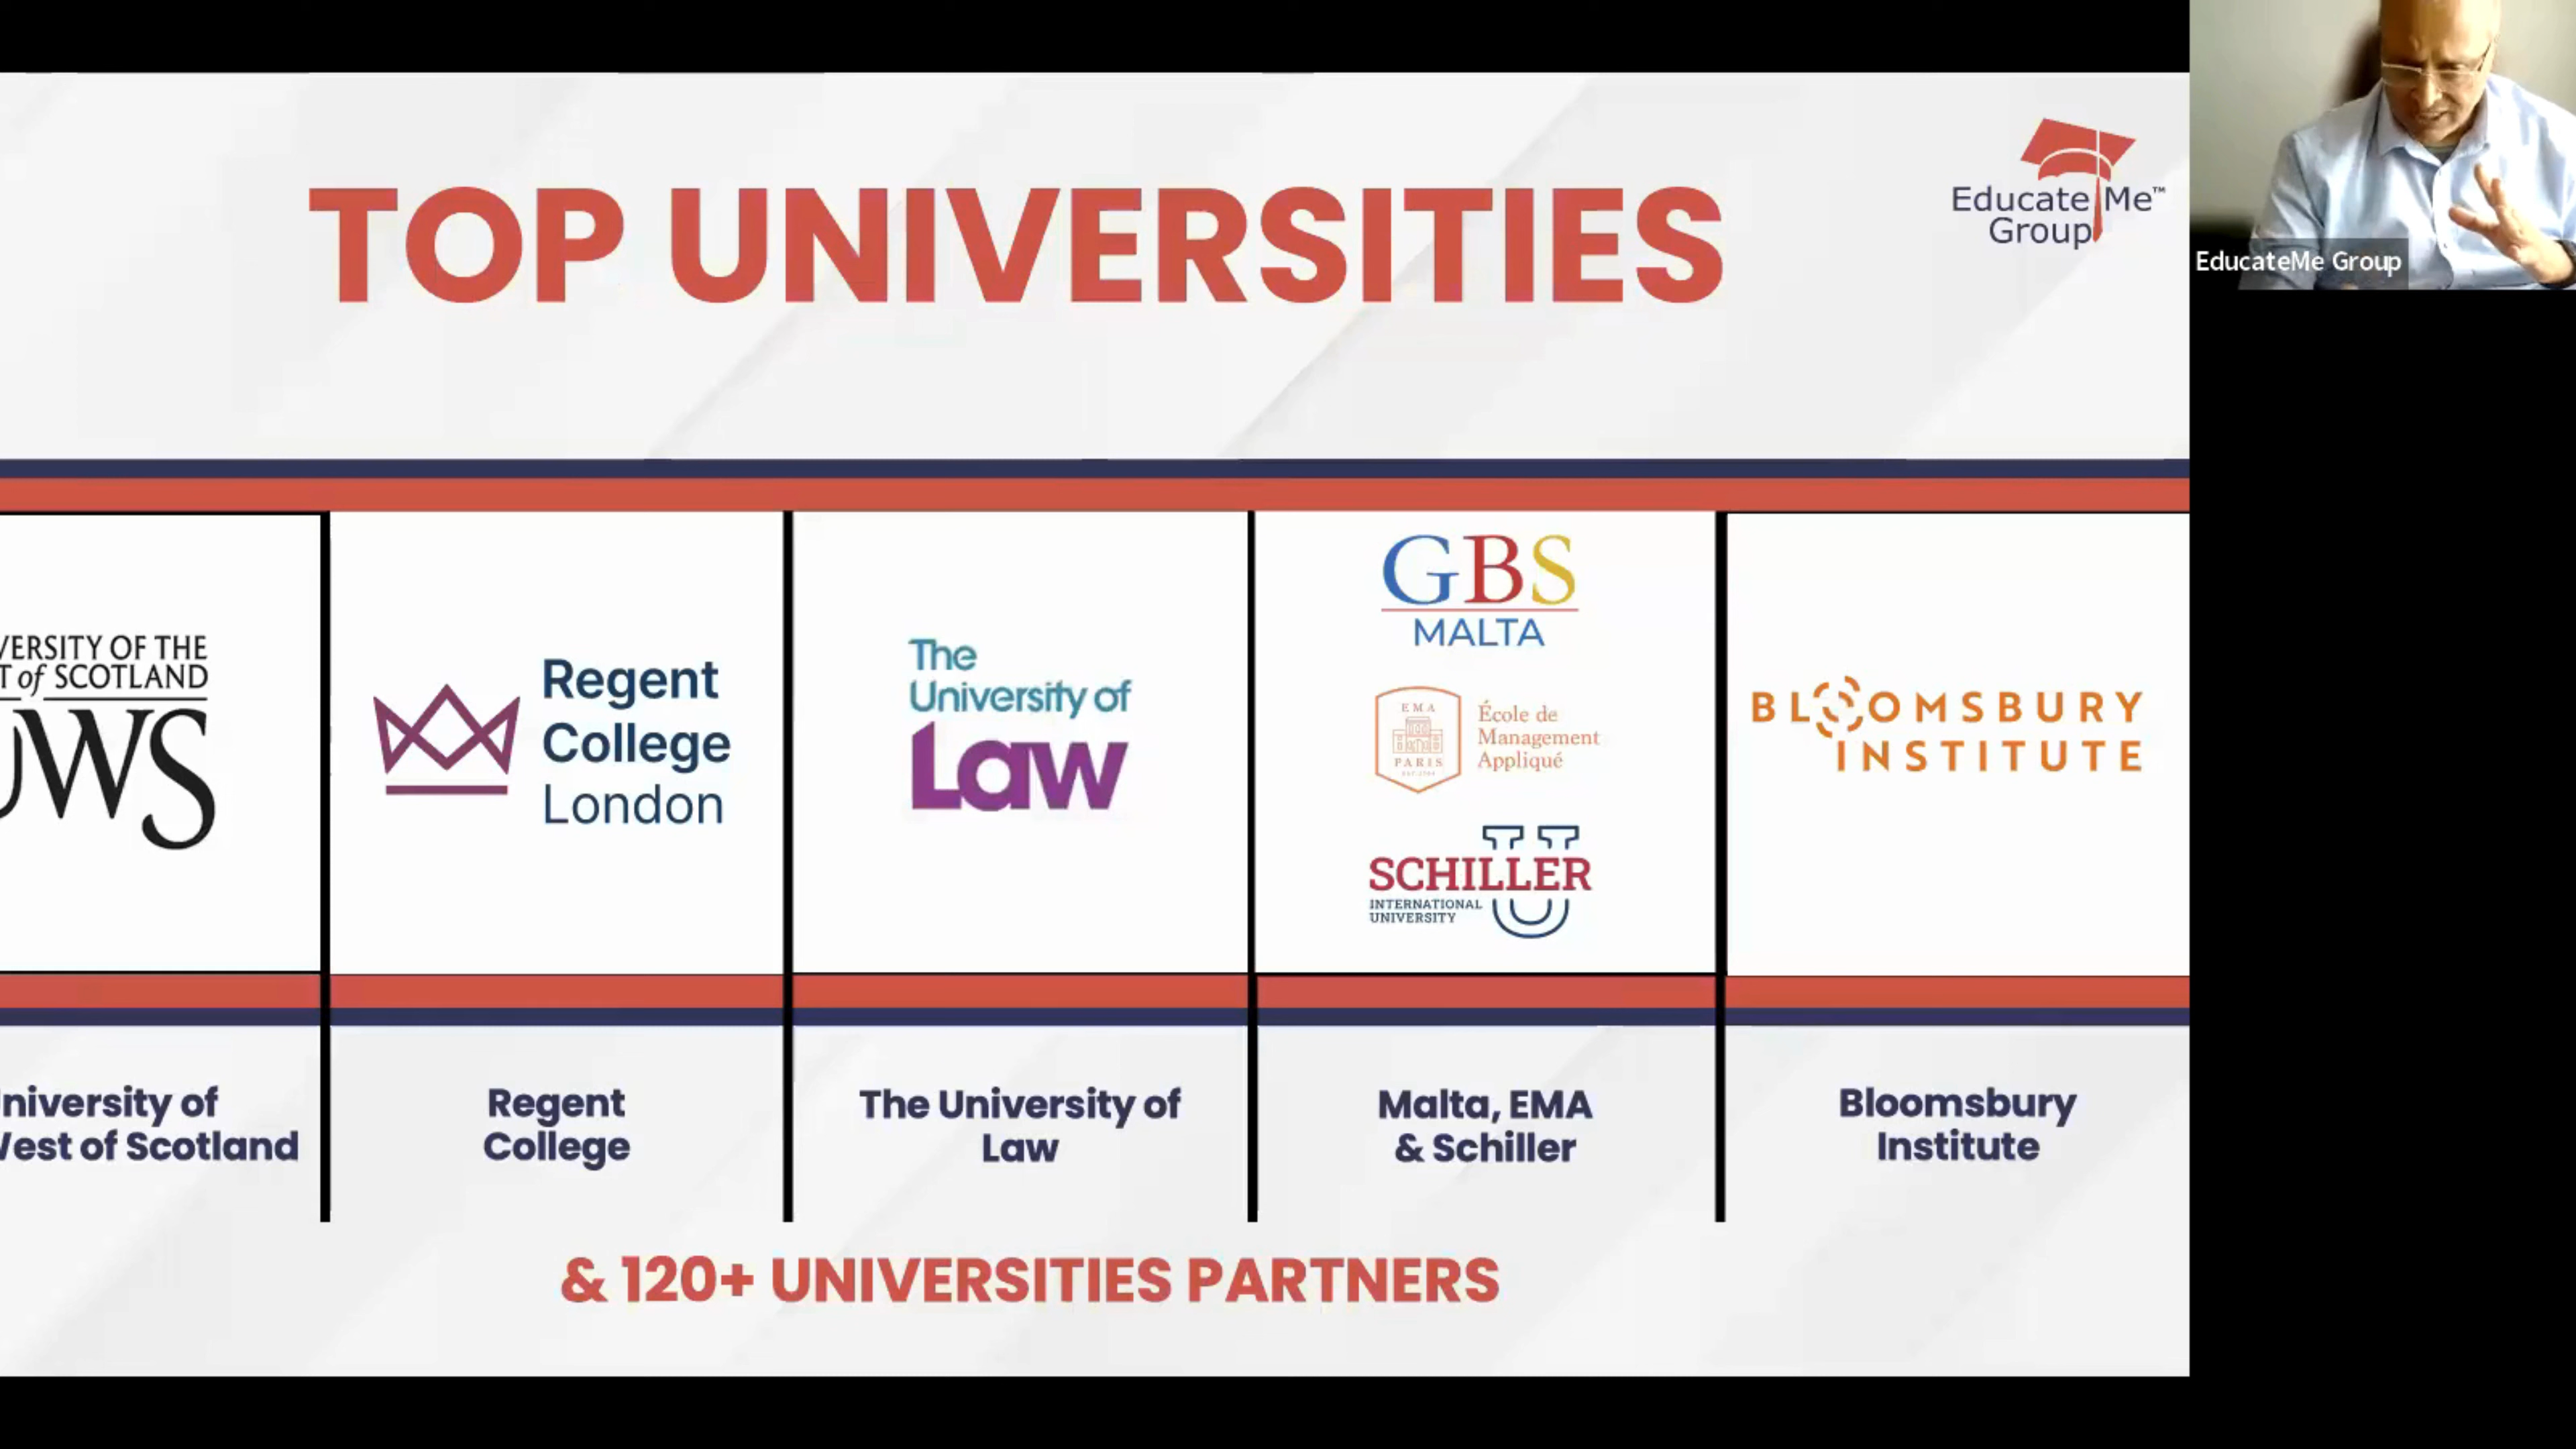 TOP UNIVERSITIES
Educate Me™
Group
EducateMe Group
VERSITY OF THE
T of SCOTLAND
UWS
Regent
College
London
The
University of
Law
GBS
MALTA
EMA
PARIS
École de
Management
Appliqué
SCHILLER
INTERNATIONAL
UNIVERSITY
U
BLOOMSBURY
INSTITUTE
niversity of
West of Scotland
Regent
College
The University of
Law
Malta, EMA
& Schiller
Bloomsbury
Institute
& 120+ UNIVERSITIES PARTNERS